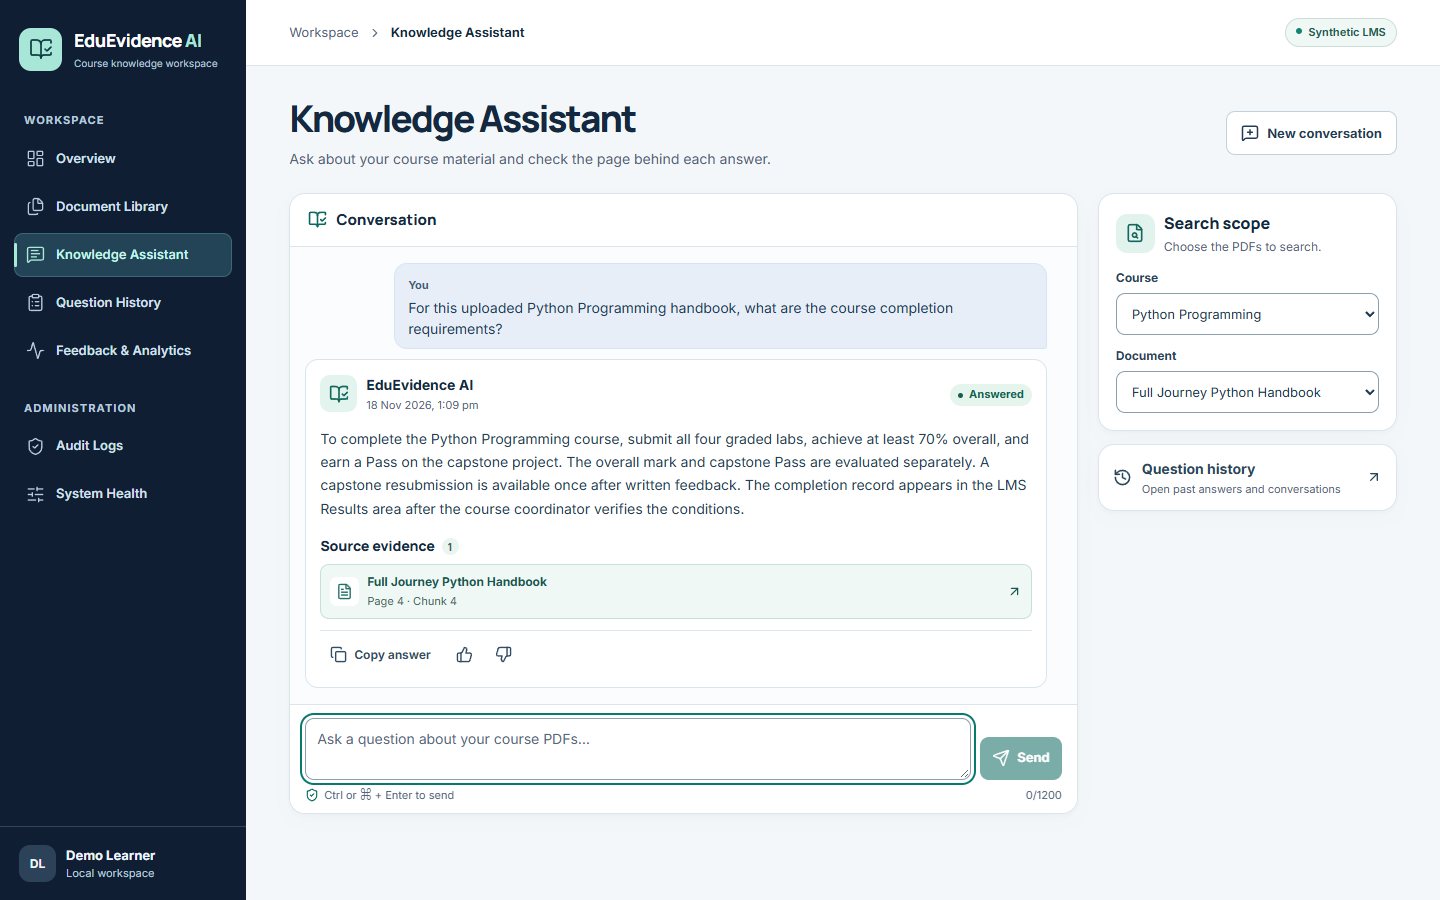 EduEvidence AI
Course knowledge workspace
WORKSPACE
Overview
Document Library
Knowledge Assistant
Question History
Feedback & Analytics
ADMINISTRATION
Audit Logs
System Health
DL
Demo Learner
Local workspace
Workspace > Knowledge Assistant
Synthetic LMS
Knowledge Assistant
Ask about your course material and check the page behind each answer.
New conversation
Conversation
You
For this uploaded Python Programming handbook, what are the course completion
requirements?
EduEvidence AI
18 Nov 2026, 1:09 pm
Answered
To complete the Python Programming course, submit all four graded labs, achieve at least 70% overall, and
earn a Pass on the capstone project. The overall mark and capstone Pass are evaluated separately. A
capstone resubmission is available once after written feedback. The completion record appears in the LMS
Results area after the course coordinator verifies the conditions.
Source evidence 1
Full Journey Python Handbook
Page 4 · Chunk 4
Copy answer
Ask a question about your course PDFs...
Send
Ctrl or ⌘ + Enter to send
0/1200
Search scope
Choose the PDFs to search.
Course
Python Programming
Document
Full Journey Python Handbook
Question history
Open past answers and conversations